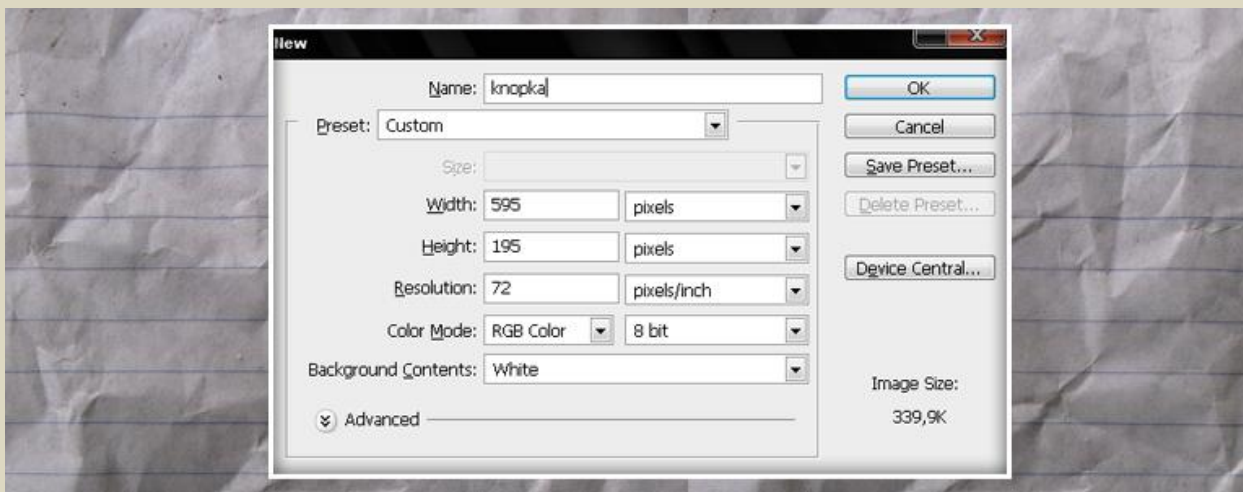 New
Name: knopka
OK
Preset: Custom
Cancel
Size:
Save Preset...
Width: 595 pixels
Delete Preset...
Height: 195 pixels
Device Central...
Resolution: 72 pixels/inch
Color Mode: RGB Color 8 bit
Background Contents: White
Image Size:
339,9K
Advanced